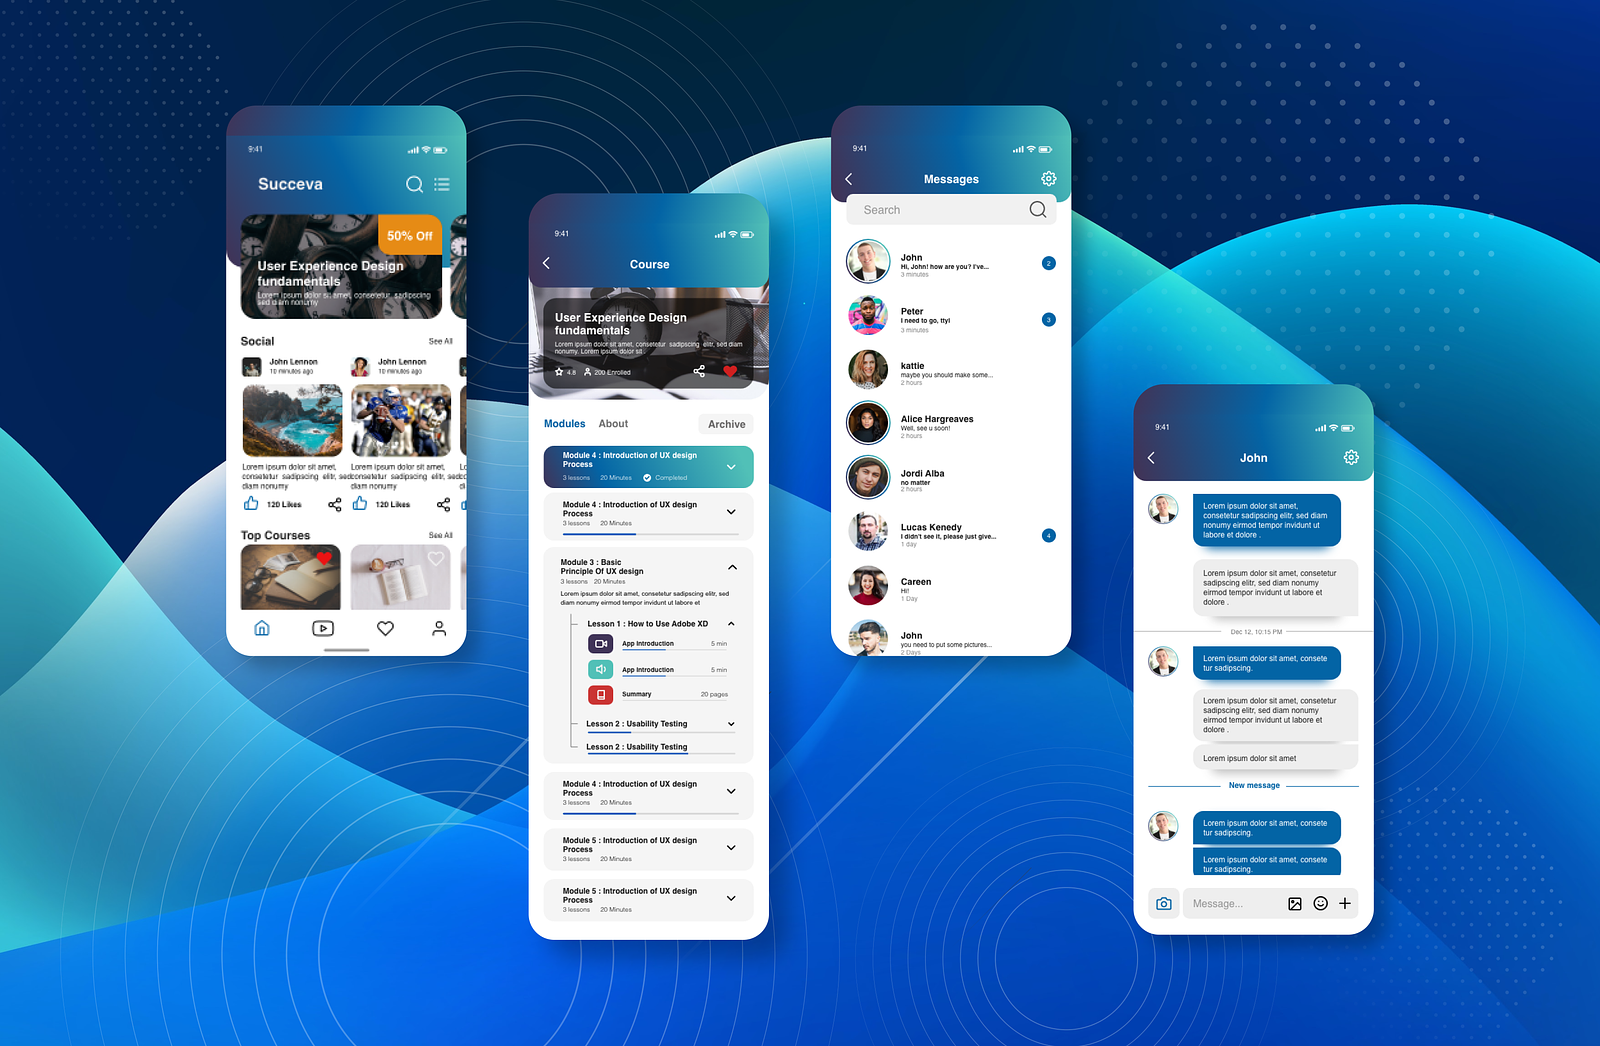 9:41
Succeva
50% Off
User Experience Design
fundamentals
Lorem ipsum dolor sit amet, consetetur sadipscing
sed diam nonumy
Social
See All
John Lennon
10 minutes ago
John Lennon
10 minutes ago
Lorem ipsum dolor sit amet,
consetetur sadipscing elitr, sed
diam nonumy
Lorem ipsum dolor sit amet,
consetetur sadipscing elitr, sed
diam nonumy
120 Likes
120 Likes
Top Courses
See All
9:41
Course
User Experience Design
fundamentals
Lorem ipsum dolor sit amet, consetetur sadipscing elitr, sed diam
nonumy. Lorem ipsum dolor sit .
4.8
200 Enrolled
Modules
About
Archive
Module 4 : Introduction of UX design
Process
3 lessons 20 Minutes Completed
Module 4 : Introduction of UX design
Process
3 lessons 20 Minutes
Module 3 : Basic
Principle Of UX design
3 lessons 20 Minutes
Lorem ipsum dolor sit amet, consetetur sadipscing elitr, sed
diam nonumy eirmod tempor invidunt ut labore et
Lesson 1 : How to Use Adobe XD
App Introduction 5 min
App Introduction 5 min
Summary 20 pages
Lesson 2 : Usability Testing
Lesson 2 : Usability Testing
Module 4 : Introduction of UX design
Process
3 lessons 20 Minutes
Module 5 : Introduction of UX design
Process
3 lessons 20 Minutes
Module 5 : Introduction of UX design
Process
3 lessons 20 Minutes
9:41
Messages
Search
John
Hi, John! how are you? I've...
3 minutes
2
Peter
I need to go, ttyl
3 minutes
3
kattie
maybe you should make some...
2 hours
Alice Hargreaves
Well, see u soon!
2 hours
Jordi Alba
no matter
2 hours
Lucas Kenedy
I didn't see it, please just give...
1 day
4
Careen
Hi!
1 Day
John
you need to put some pictures...
2 Days
9:41
John
Lorem ipsum dolor sit amet,
consetetur sadipscing elitr, sed diam
nonumy eirmod tempor invidunt ut
labore et dolore .
Lorem ipsum dolor sit amet, consetetur
sadipscing elitr, sed diam nonumy
eirmod tempor invidunt ut labore et
dolore .
Dec 12, 10:15 PM
Lorem ipsum dolor sit amet, consete
tur sadipscing.
Lorem ipsum dolor sit amet, consetetur
sadipscing elitr, sed diam nonumy
eirmod tempor invidunt ut labore et
dolore .
Lorem ipsum dolor sit amet
New message
Lorem ipsum dolor sit amet, consete
tur sadipscing.
Lorem ipsum dolor sit amet, consete
tur sadipscing.
Message...